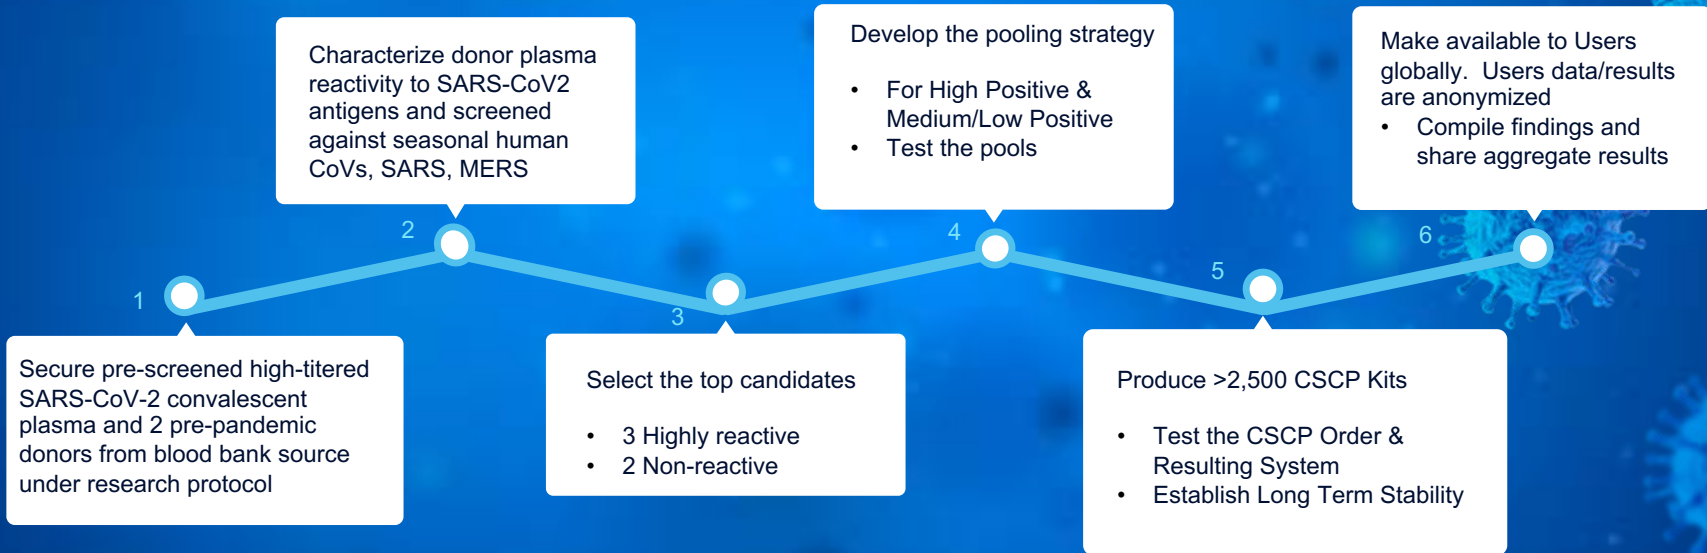 1
Secure pre-screened high-titered
SARS-CoV-2 convalescent
plasma and 2 pre-pandemic
donors from blood bank source
under research protocol
2
Characterize donor plasma
reactivity to SARS-CoV2
antigens and screened
against seasonal human
CoVs, SARS, MERS
3
Select the top candidates
• 3 Highly reactive
• 2 Non-reactive
4
Develop the pooling strategy
• For High Positive &
Medium/Low Positive
• Test the pools
5
Produce >2,500 CSCP Kits
• Test the CSCP Order &
Resulting System
• Establish Long Term Stability
6
Make available to Users
globally. Users data/results
are anonymized
• Compile findings and
share aggregate results